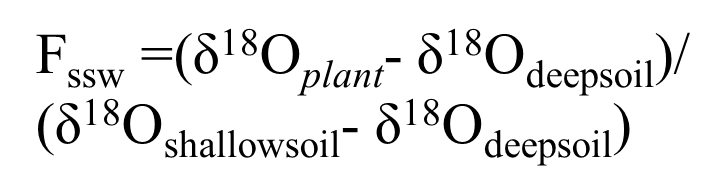 F_ssw =(δ¹⁸O_plant- δ¹⁸O_deepsoil)/
(δ¹⁸O_shallowsoil- δ¹⁸O_deepsoil)